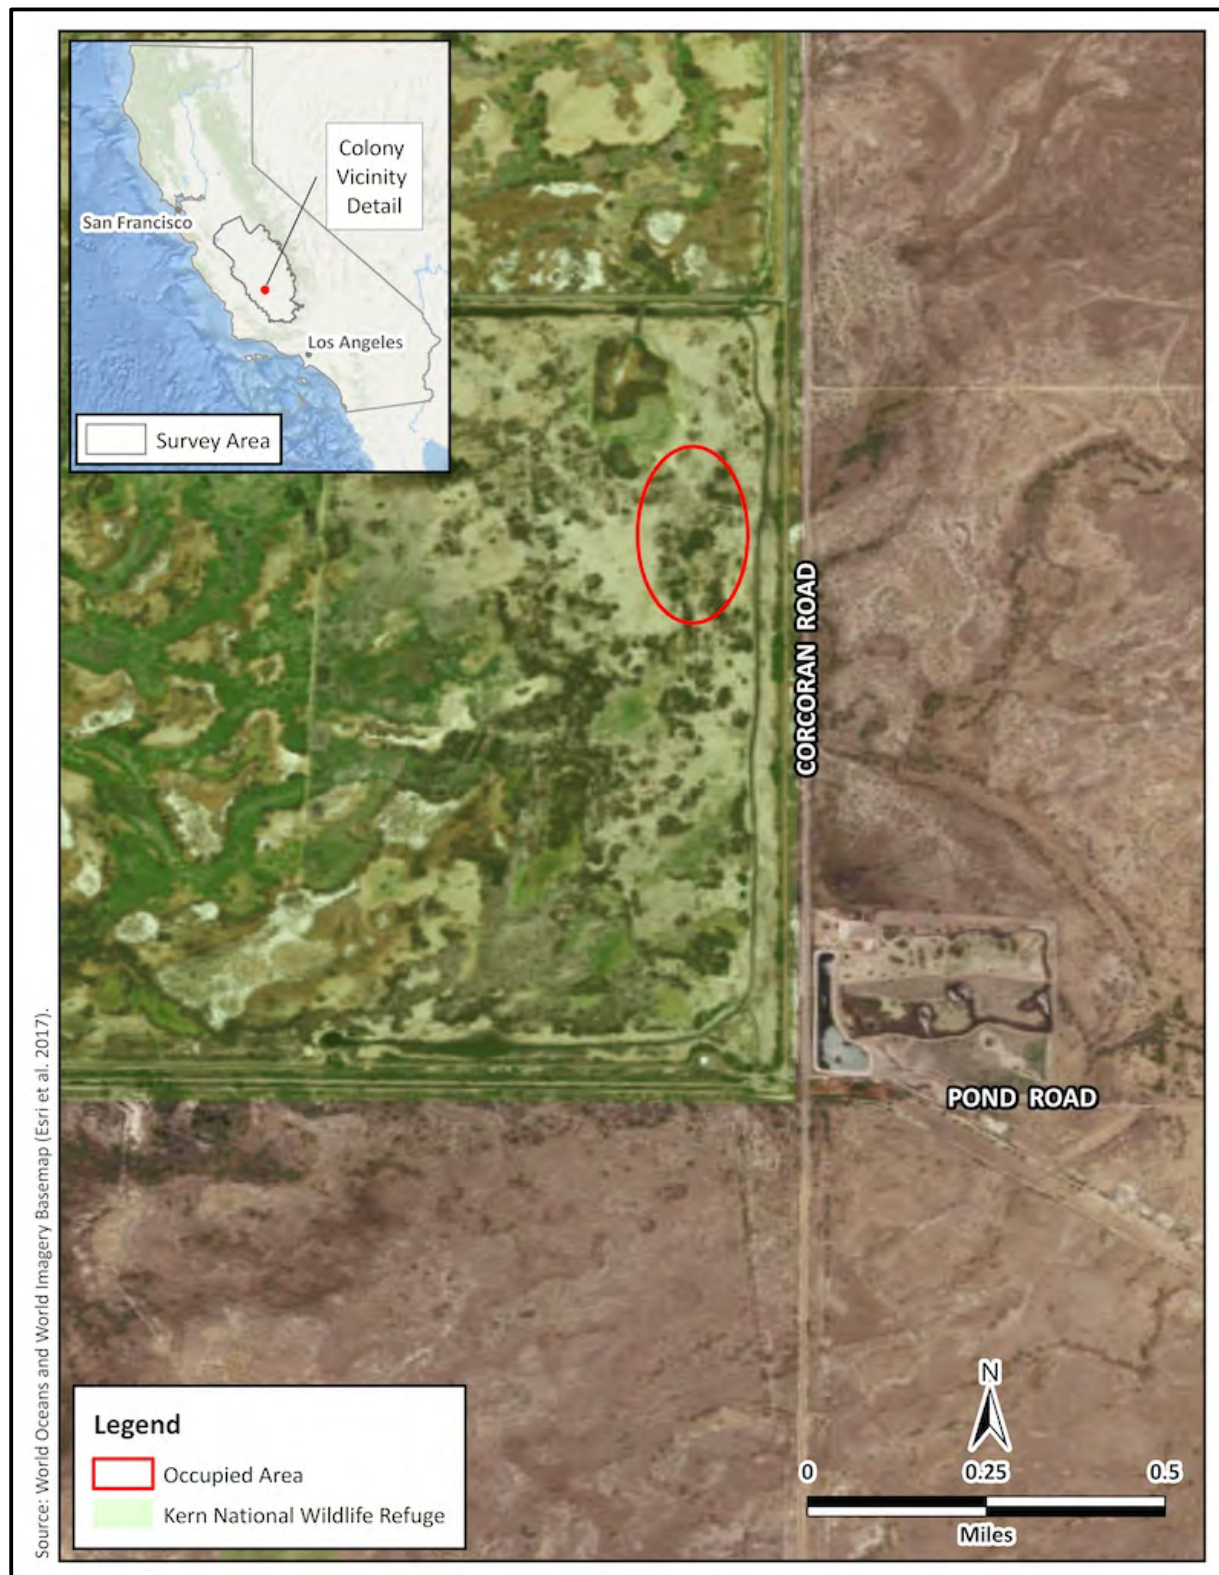 Colony
Vicinity
Detail
San Francisco
Los Angeles
Survey Area
CORCORAN ROAD
POND ROAD
Legend
Occupied Area
Kern National Wildlife Refuge
N
0 0.25 0.5
Miles
Source: World Oceans and World Imagery Basemap (Esri et al. 2017).